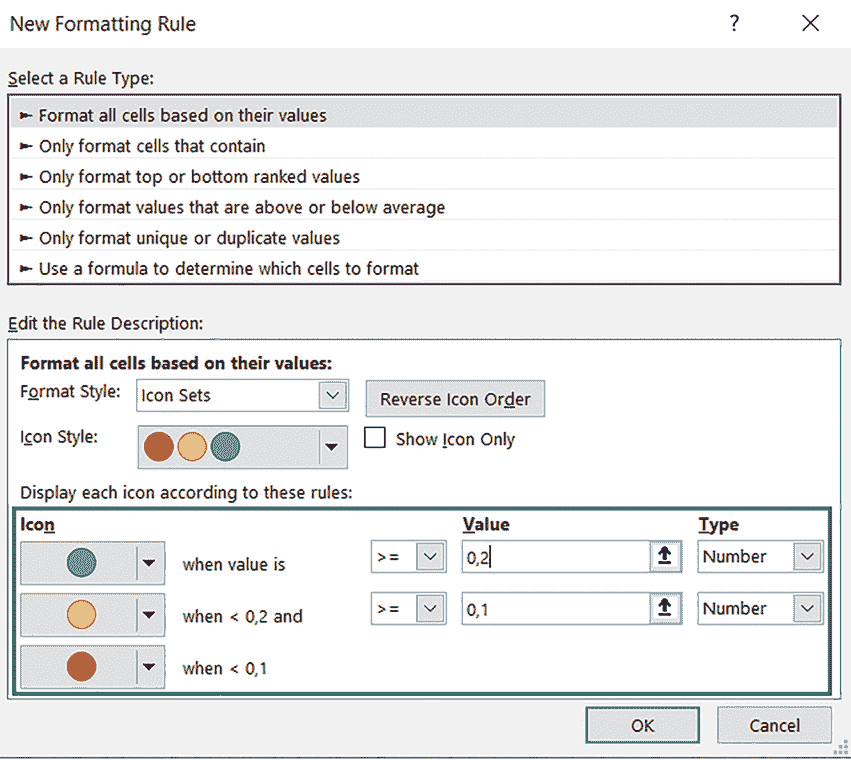 New Formatting Rule
?
Select a Rule Type:
► Format all cells based on their values
► Only format cells that contain
► Only format top or bottom ranked values
► Only format values that are above or below average
► Only format unique or duplicate values
► Use a formula to determine which cells to format
Edit the Rule Description:
Format all cells based on their values:
Format Style: Icon Sets Reverse Icon Order
Icon Style: Show Icon Only
Display each icon according to these rules:
Icon Value Type
when value is >= 0,2 Number
when < 0,2 and >= 0,1 Number
when < 0,1
OK Cancel